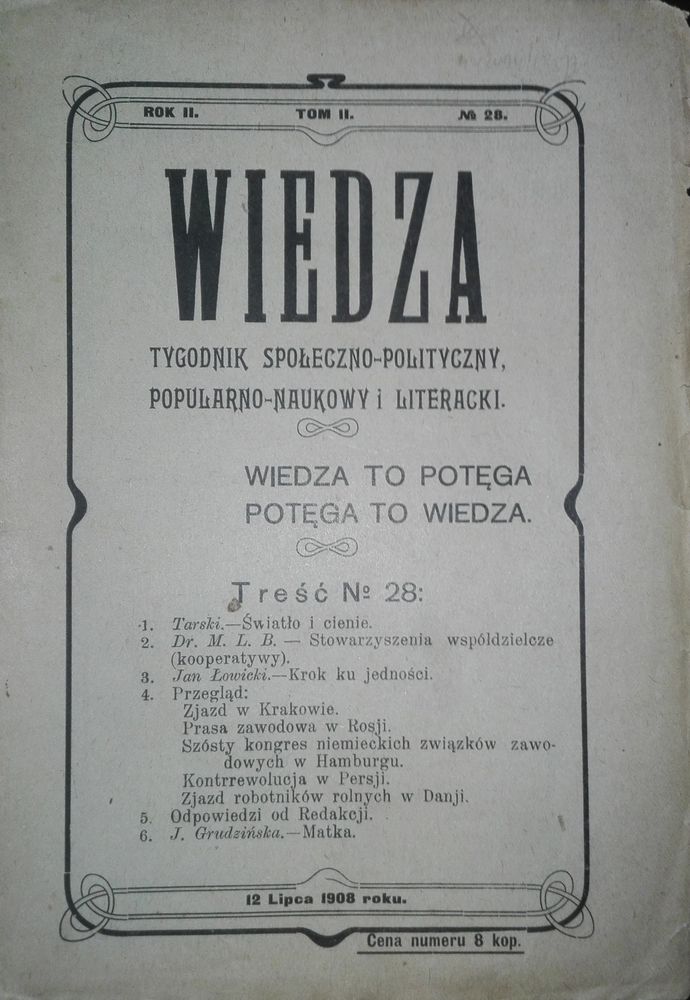 ROK II. TOM II. № 28.
WIEDZA
TYGODNIK SPOŁECZNO-POLITYCZNY,
POPULARNO-NAUKOWY i LITERACKI.
WIEDZA TO POTĘGA
POTĘGA TO WIEDZA.
Treść № 28:
1. Tarski.—Światło i cienie.
2. Dr. M. L. B. — Stowarzyszenia współdzielcze
(kooperatywy).
3. Jan Łowicki.—Krok ku jedności.
4. Przegląd:
Zjazd w Krakowie.
Prasa zawodowa w Rosji.
Szósty kongres niemieckich związków zawo-
dowych w Hamburgu.
Kontrrewolucja w Persji.
Zjazd robotników rolnych w Danji.
5. Odpowiedzi od Redakcji.
6. J. Grudzińska.—Matka.
12 Lipca 1908 roku.
Cena numeru 8 kop.